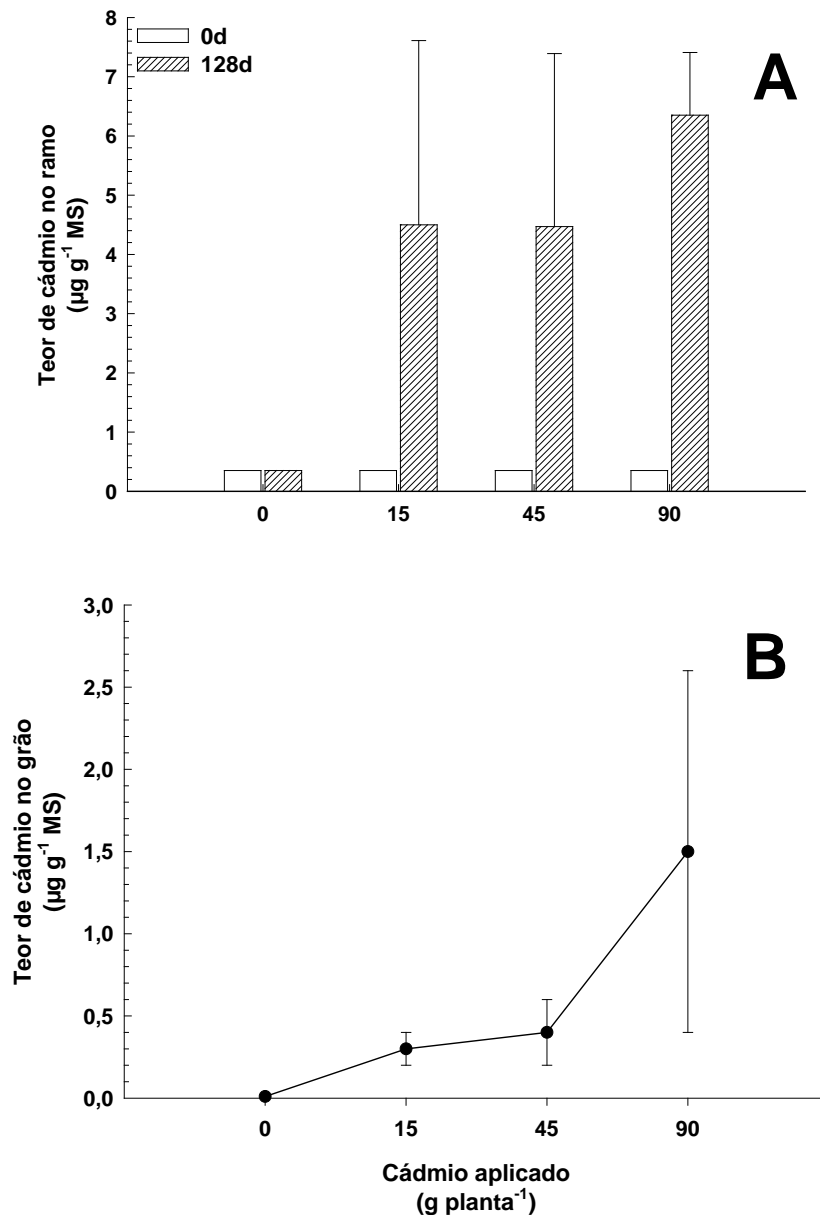 8
7
6
5
4
3
2
1
0
0d
128d
A
Teor de cádmio no ramo
(µg g⁻¹ MS)
0 15 45 90
3,0
2,5
2,0
1,5
1,0
0,5
0,0
B
Teor de cádmio no grão
(µg g⁻¹ MS)
0 15 45 90
Cádmio aplicado
(g planta⁻¹)